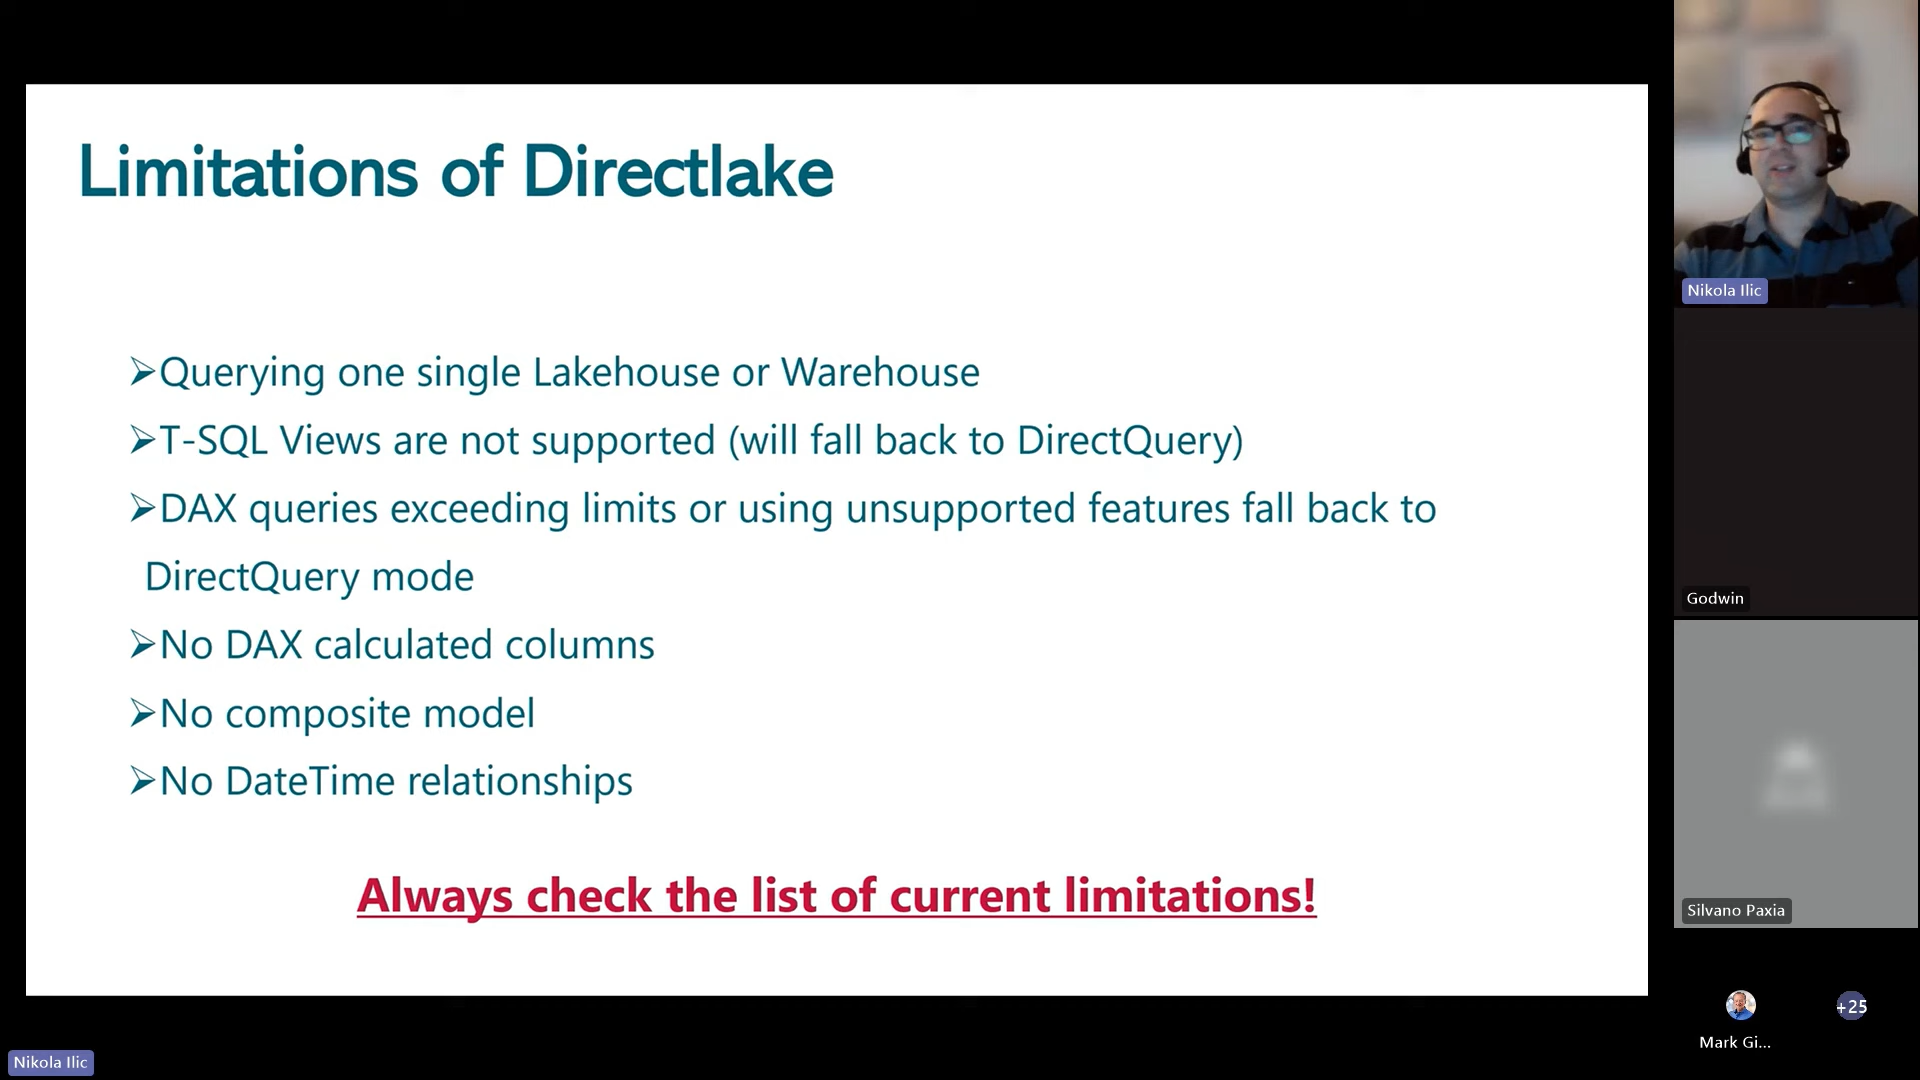 Limitations of Directlake
➢Querying one single Lakehouse or Warehouse
➢T-SQL Views are not supported (will fall back to DirectQuery)
➢DAX queries exceeding limits or using unsupported features fall back to
DirectQuery mode
➢No DAX calculated columns
➢No composite model
➢No DateTime relationships
Always check the list of current limitations!
Nikola Ilic
Godwin
Silvano Paxia
Mark Gi...
+25
Nikola Ilic